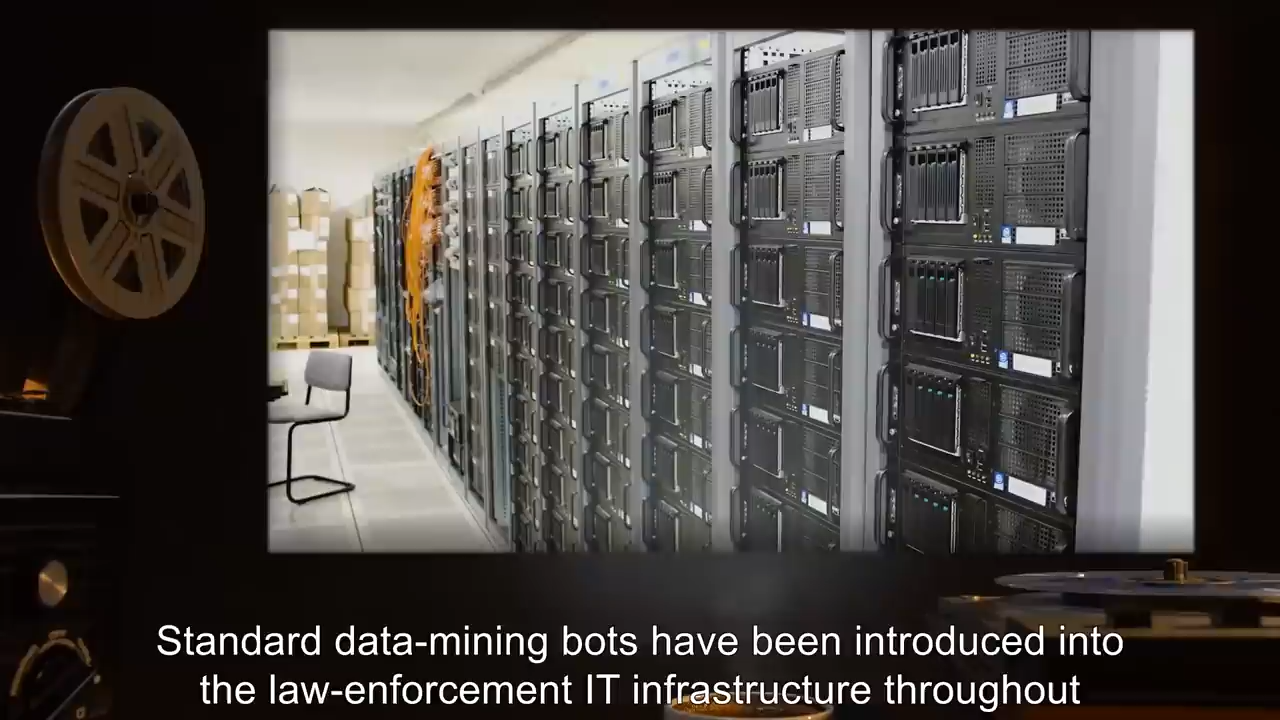 Standard data-mining bots have been introduced into
the law-enforcement IT infrastructure throughout